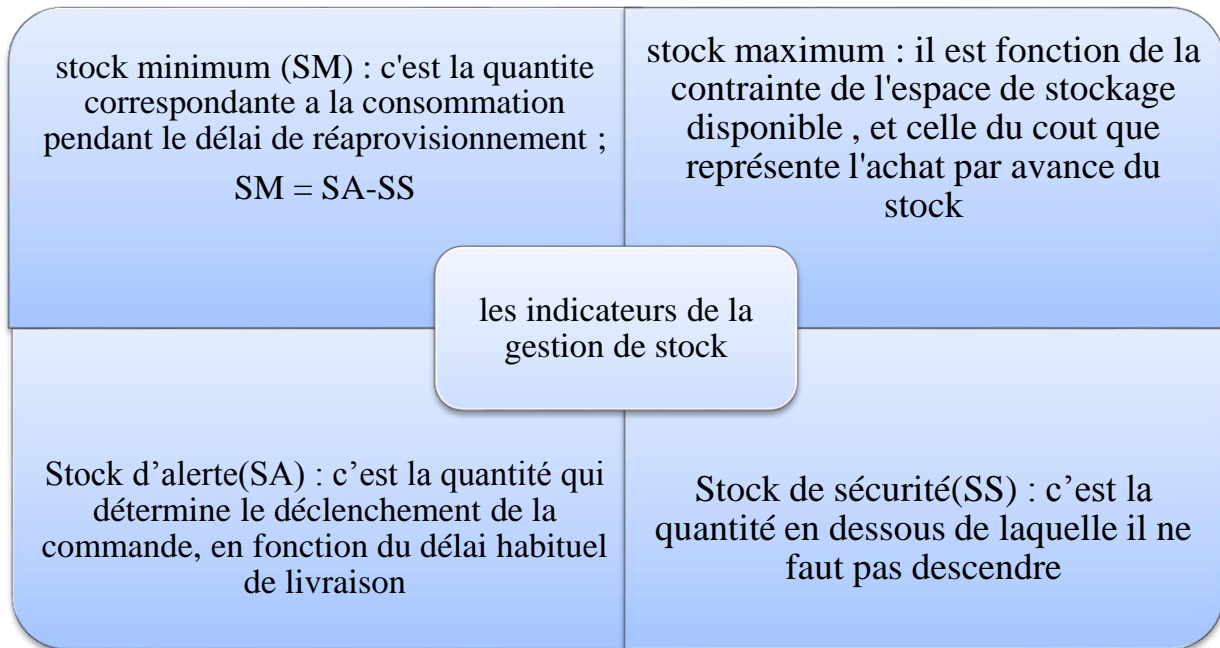 stock minimum (SM) : c'est la quantite
correspondante a la consommation
pendant le délai de réaprovisionnement ;
SM = SA-SS
stock maximum : il est fonction de la
contrainte de l'espace de stockage
disponible , et celle du cout que
représente l'achat par avance du
stock
les indicateurs de la
gestion de stock
Stock d’alerte(SA) : c’est la quantité qui
détermine le déclenchement de la
commande, en fonction du délai habituel
de livraison
Stock de sécurité(SS) : c’est la
quantité en dessous de laquelle il ne
faut pas descendre